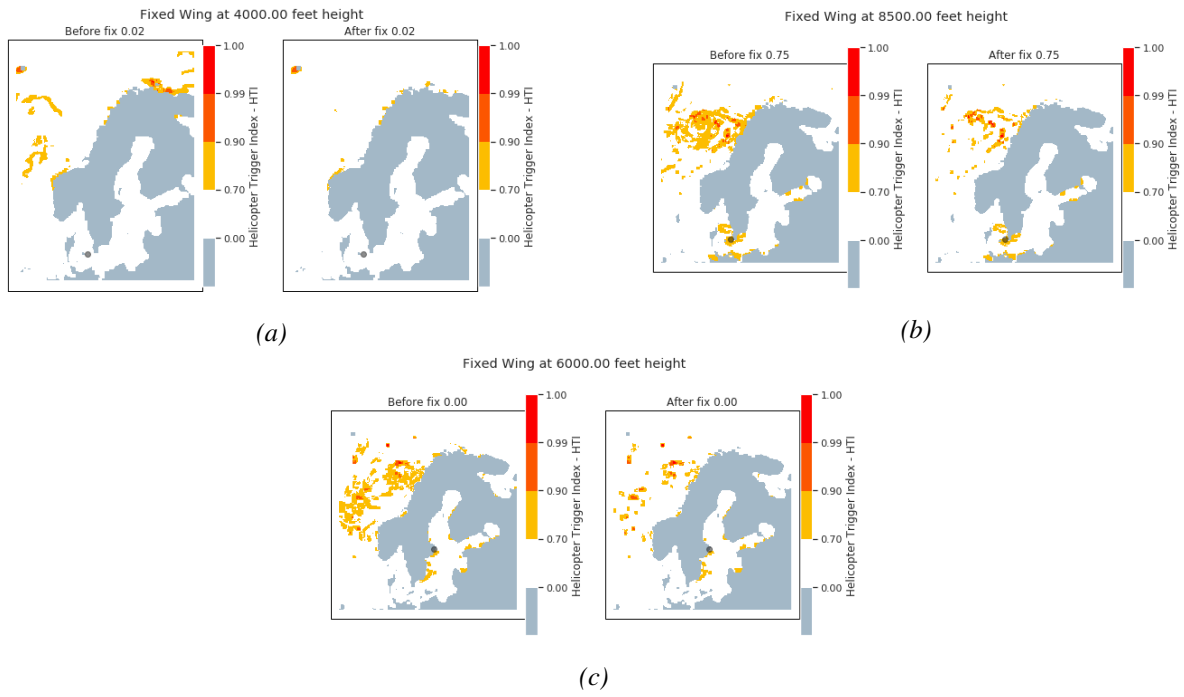 Fixed Wing at 4000.00 feet height
Before fix 0.02
After fix 0.02
1.00
0.99
0.90
0.70
0.00
Helicopter Trigger Index - HTI
1.00
0.99
0.90
0.70
0.00
Helicopter Trigger Index - HTI
(a)
Fixed Wing at 8500.00 feet height
Before fix 0.75
After fix 0.75
1.00
0.99
0.90
0.70
0.00
Helicopter Trigger Index - HTI
1.00
0.99
0.90
0.70
0.00
Helicopter Trigger Index - HTI
(b)
Fixed Wing at 6000.00 feet height
Before fix 0.00
After fix 0.00
1.00
0.99
0.90
0.70
0.00
Helicopter Trigger Index - HTI
1.00
0.99
0.90
0.70
0.00
Helicopter Trigger Index - HTI
(c)